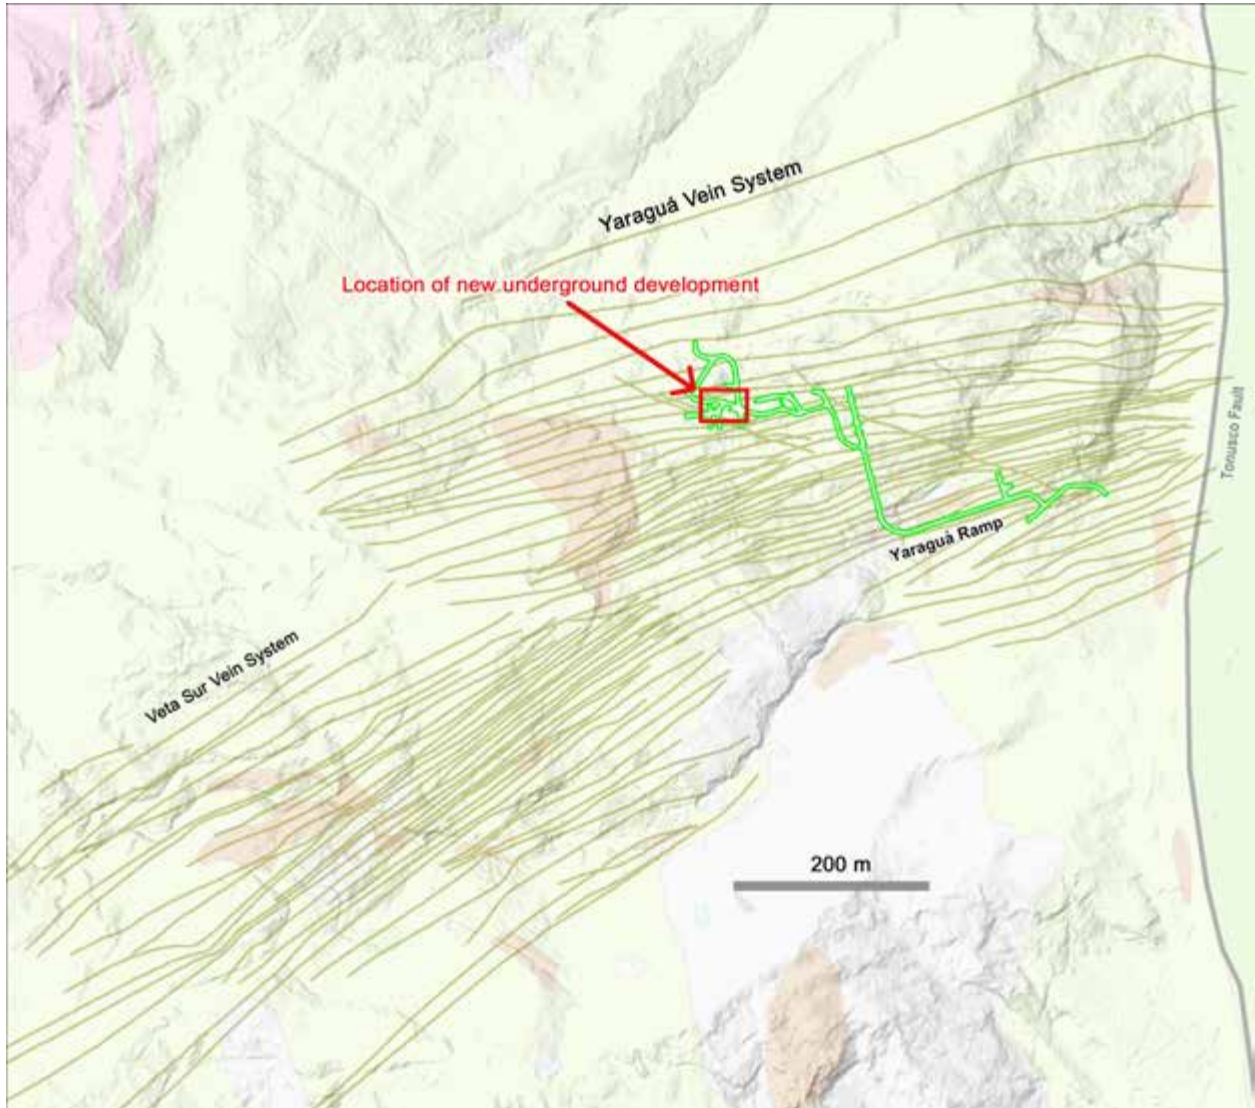 Yaraguá Vein System
Location of new underground development
Tonusco Fault
Yaraguá Ramp
Veta Sur Vein System
200 m